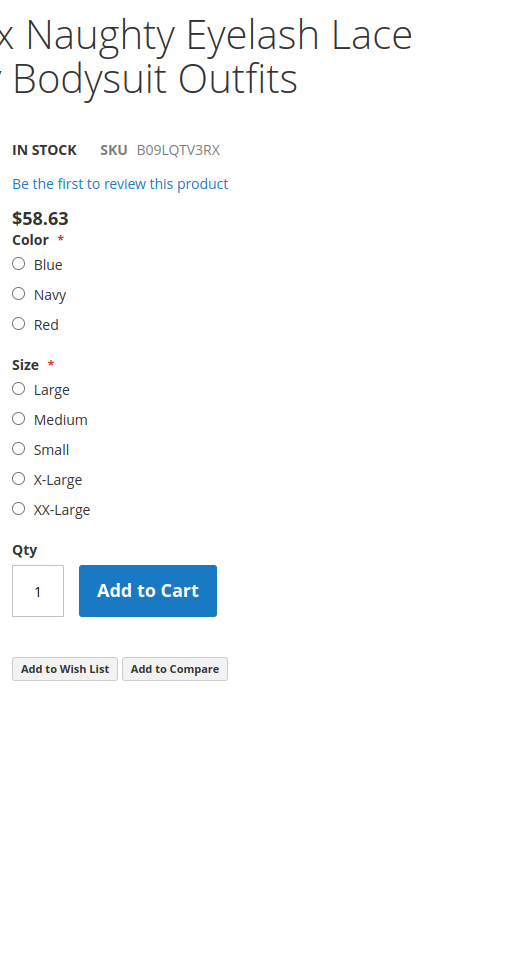 Naughty Eyelash Lace
Bodysuit Outfits
IN STOCK SKU B09LQTV3RX
Be the first to review this product
$58.63
Color *
Blue
Navy
Red
Size *
Large
Medium
Small
X-Large
XX-Large
Qty
1 Add to Cart
Add to Wish List Add to Compare